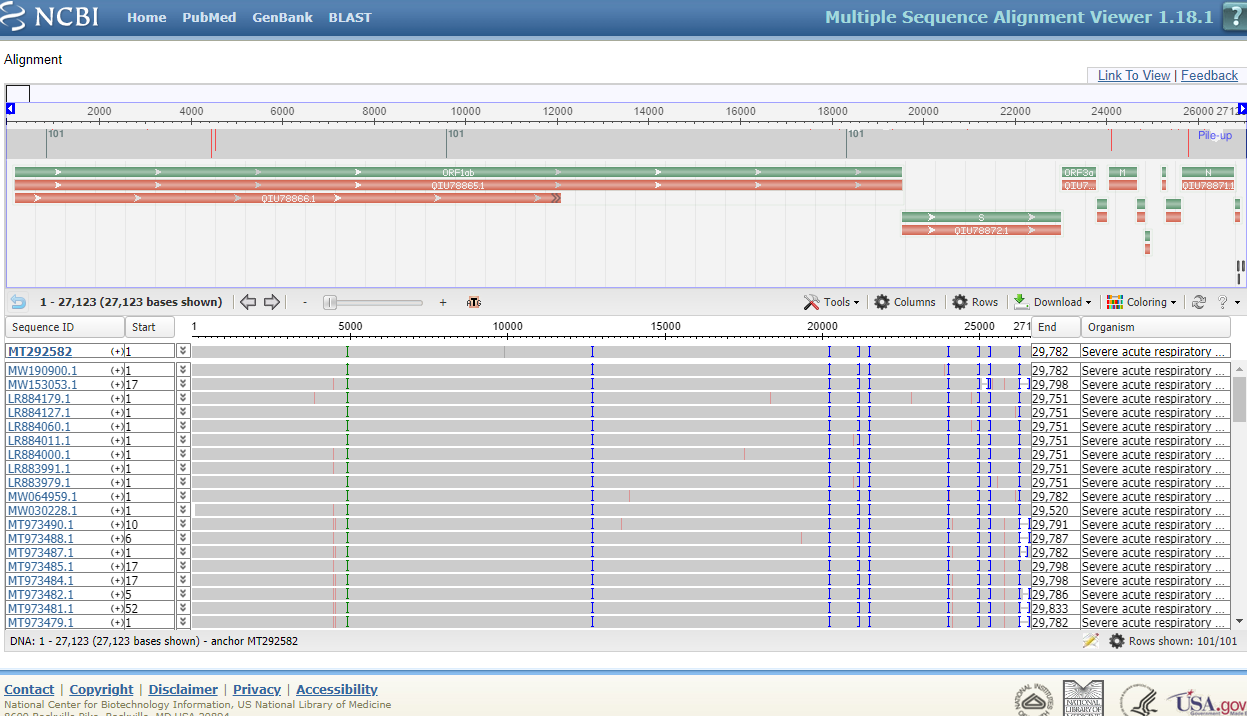 NCBI Home PubMed GenBank BLAST Multiple Sequence Alignment Viewer 1.18.1 ?
Alignment
Link To View | Feedback
2000 4000 6000 8000 10000 12000 14000 16000 18000 20000 22000 24000 26000
101 101 101 Pile-up
ORF1ab ORF3a M N
QIU78865.1 QIU7... QIU78871.1
QIU78866.1
S
QIU78872.1
1 - 27,123 (27,123 bases shown) - + ATG Tools Columns Rows Download Coloring ?
Sequence ID Start 1 5000 10000 15000 20000 25000 271 End Organism
MT292582 (+) 1 29,782 Severe acute respiratory ...
MW190900.1 (+) 1 29,782 Severe acute respiratory ...
MW153053.1 (+) 17 29,798 Severe acute respiratory ...
LR884179.1 (+) 1 29,751 Severe acute respiratory ...
LR884127.1 (+) 1 29,751 Severe acute respiratory ...
LR884060.1 (+) 1 29,751 Severe acute respiratory ...
LR884011.1 (+) 1 29,751 Severe acute respiratory ...
LR884000.1 (+) 1 29,751 Severe acute respiratory ...
LR883991.1 (+) 1 29,751 Severe acute respiratory ...
LR883979.1 (+) 1 29,751 Severe acute respiratory ...
MW064959.1 (+) 1 29,782 Severe acute respiratory ...
MW030228.1 (+) 1 29,520 Severe acute respiratory ...
MT973490.1 (+) 10 29,791 Severe acute respiratory ...
MT973488.1 (+) 6 29,787 Severe acute respiratory ...
MT973487.1 (+) 1 29,782 Severe acute respiratory ...
MT973485.1 (+) 17 29,798 Severe acute respiratory ...
MT973484.1 (+) 17 29,798 Severe acute respiratory ...
MT973482.1 (+) 5 29,786 Severe acute respiratory ...
MT973481.1 (+) 52 29,833 Severe acute respiratory ...
MT973479.1 (+) 1 29,782 Severe acute respiratory ...
DNA: 1 - 27,123 (27,123 bases shown) - anchor MT292582 Rows shown: 101/101
Contact | Copyright | Disclaimer | Privacy | Accessibility
National Center for Biotechnology Information, US National Library of Medicine
USA.gov